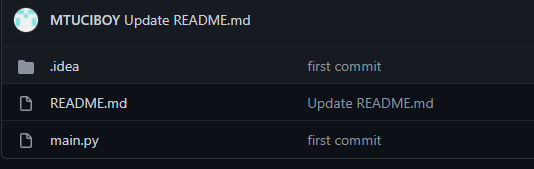 MTUCIBOY Update README.md
.idea first commit
README.md Update README.md
main.py first commit